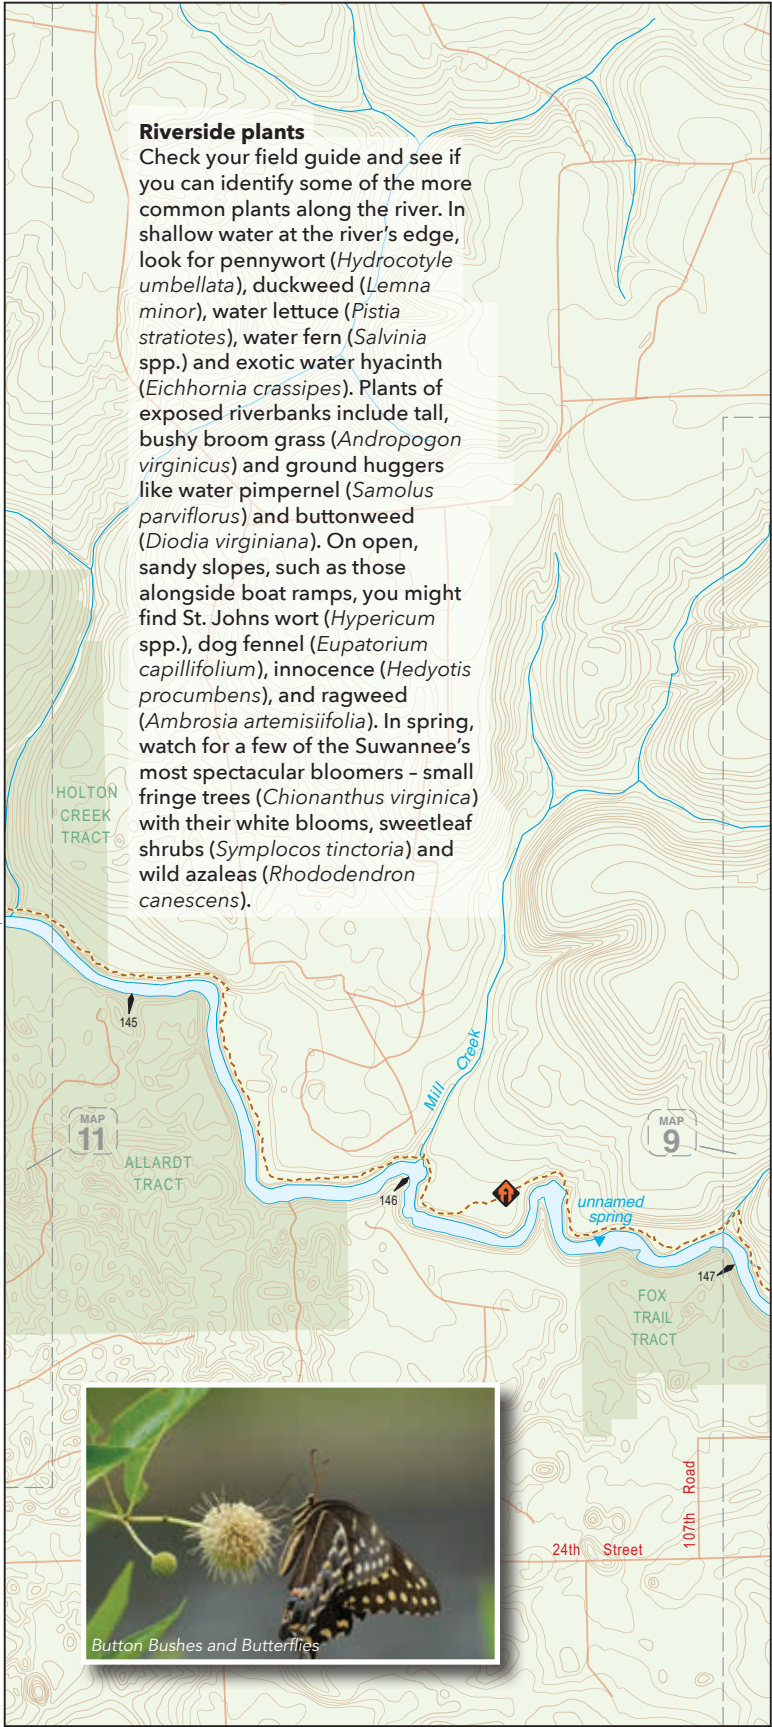 Riverside plants
Check your field guide and see if
you can identify some of the more
common plants along the river. In
shallow water at the river's edge,
look for pennywort (Hydrocotyle
umbellata), duckweed (Lemna
minor), water lettuce (Pistia
stratiotes), water fern (Salvinia
spp.) and exotic water hyacinth
(Eichhornia crassipes). Plants of
exposed riverbanks include tall,
bushy broom grass (Andropogon
virginicus) and ground huggers
like water pimpernel (Samolus
parviflorus) and buttonweed
(Diodia virginiana). On open,
sandy slopes, such as those
alongside boat ramps, you might
find St. Johns wort (Hypericum
spp.), dog fennel (Eupatorium
capillifolium), innocence (Hedyotis
procumbens), and ragweed
(Ambrosia artemisiifolia). In spring,
watch for a few of the Suwannee's
most spectacular bloomers – small
fringe trees (Chionanthus virginica)
with their white blooms, sweetleaf
shrubs (Symplocos tinctoria) and
wild azaleas (Rhododendron
canescens).
HOLTON
CREEK
TRACT
145
Mill Creek
MAP
11
MAP
9
ALLARDT
TRACT
146
unnamed
spring
147
FOX
TRAIL
TRACT
107th Road
24th Street
Button Bushes and Butterflies